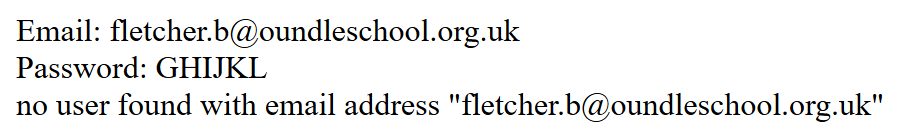 Email: fletcher.b@oundleschool.org.uk
Password: GHIJKL
no user found with email address "fletcher.b@oundleschool.org.uk"